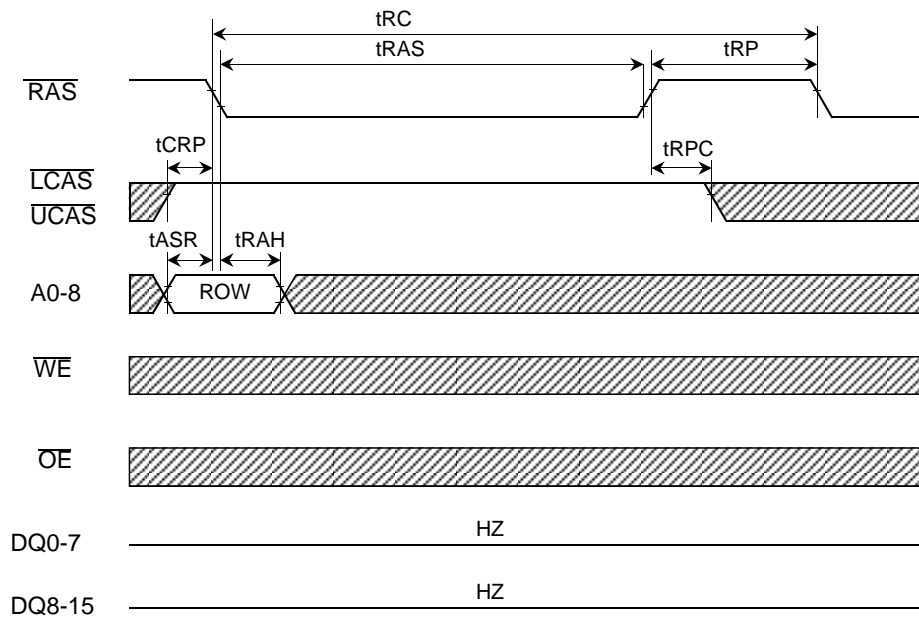 tRC
tRAS
tRP
RAS
tCRP
tRPC
LCAS
UCAS
tASR
tRAH
A0-8
ROW
WE
OE
DQ0-7
HZ
DQ8-15
HZ